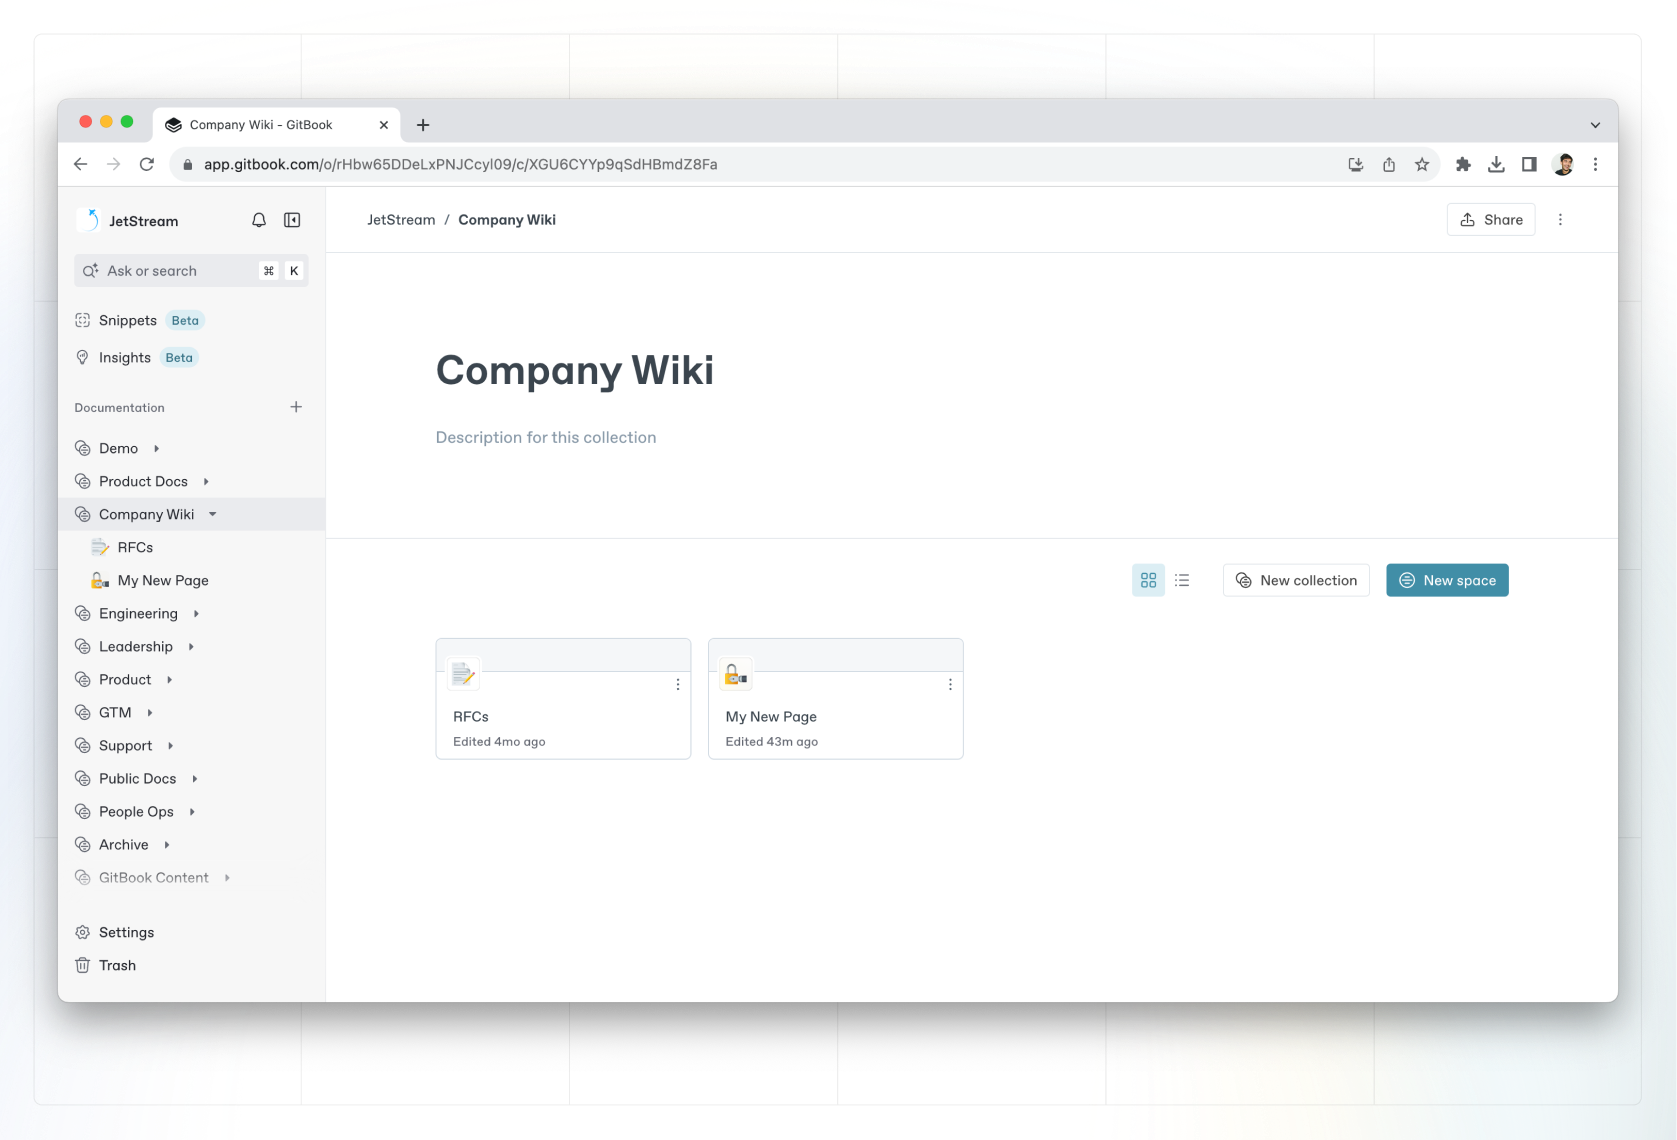 Company Wiki - GitBook
app.gitbook.com/o/rHbw65DDeLxPNJCcyl09/c/XGU6CYYp9qSdHBmdZ8Fa
JetStream
Ask or search ⌘ K
Snippets Beta
Insights Beta
Documentation
Demo
Product Docs
Company Wiki
RFCs
My New Page
Engineering
Leadership
Product
GTM
Support
Public Docs
People Ops
Archive
GitBook Content
Settings
Trash
JetStream / Company Wiki
Share
Company Wiki
Description for this collection
New collection
New space
RFCs
Edited 4mo ago
My New Page
Edited 43m ago